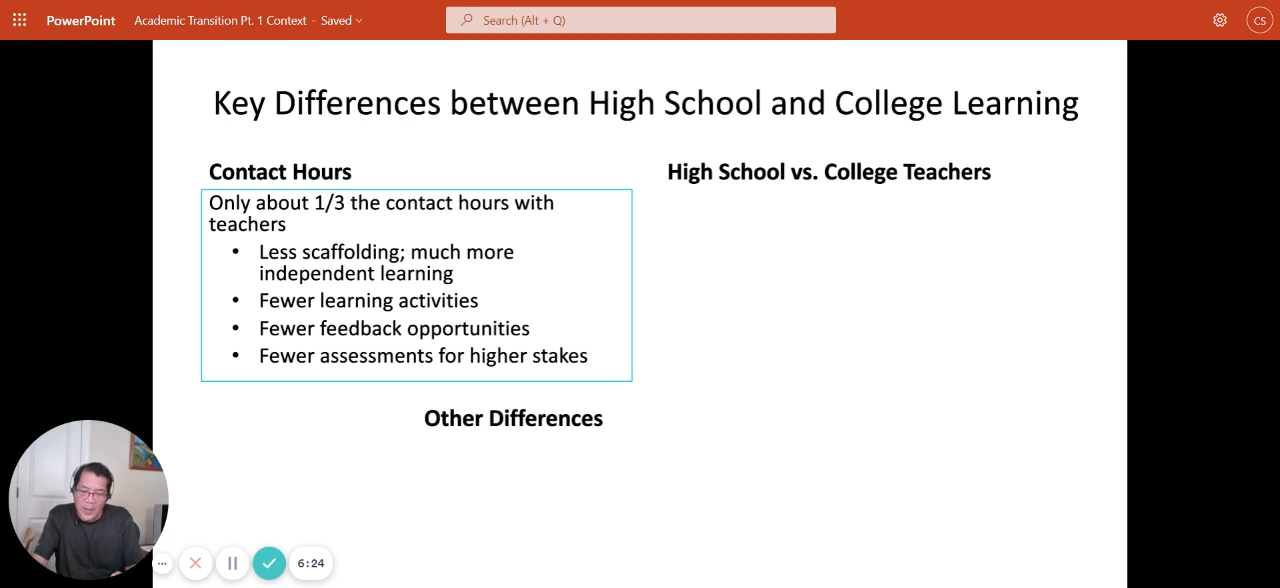 PowerPoint Academic Transition Pt. 1 Context - Saved Search (Alt + Q) CS
Key Differences between High School and College Learning
Contact Hours
Only about 1/3 the contact hours with
teachers
• Less scaffolding; much more
independent learning
• Fewer learning activities
• Fewer feedback opportunities
• Fewer assessments for higher stakes
High School vs. College Teachers
Other Differences
6:24